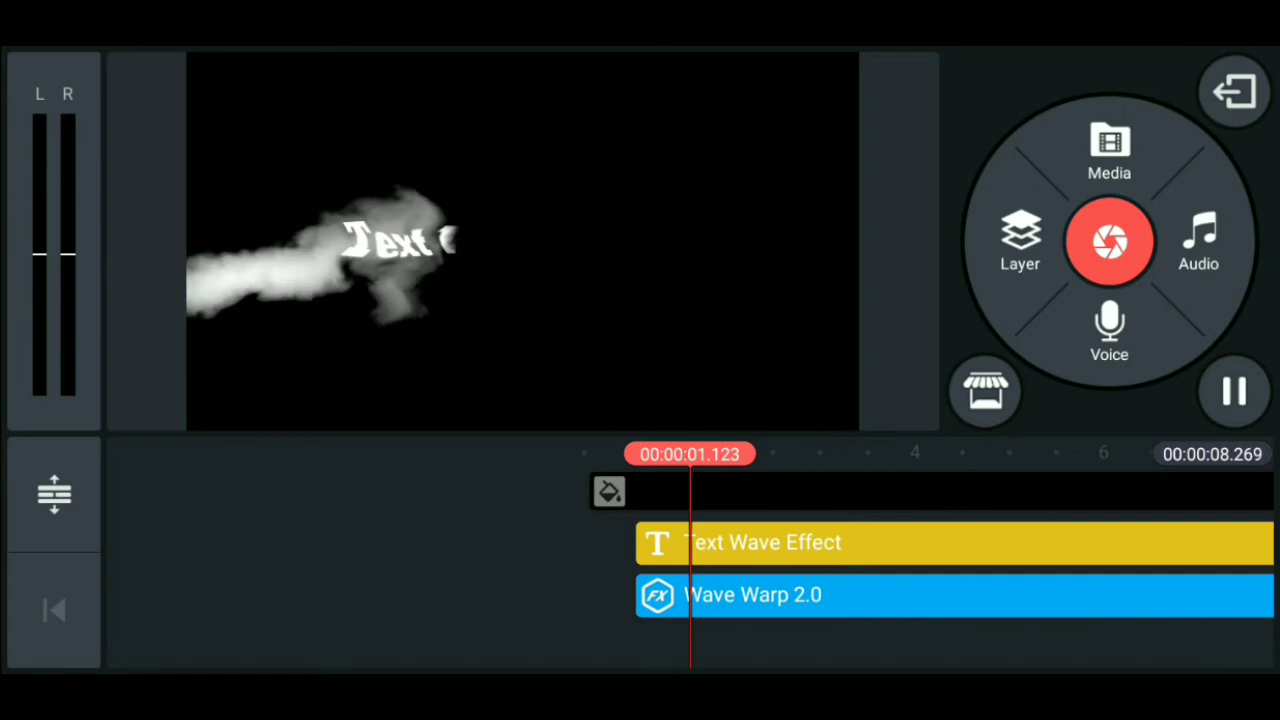 L R
Media
Layer
Audio
Voice
Text
00:00:01.123
4
6
00:00:08.269
T Text Wave Effect
FX Wave Warp 2.0